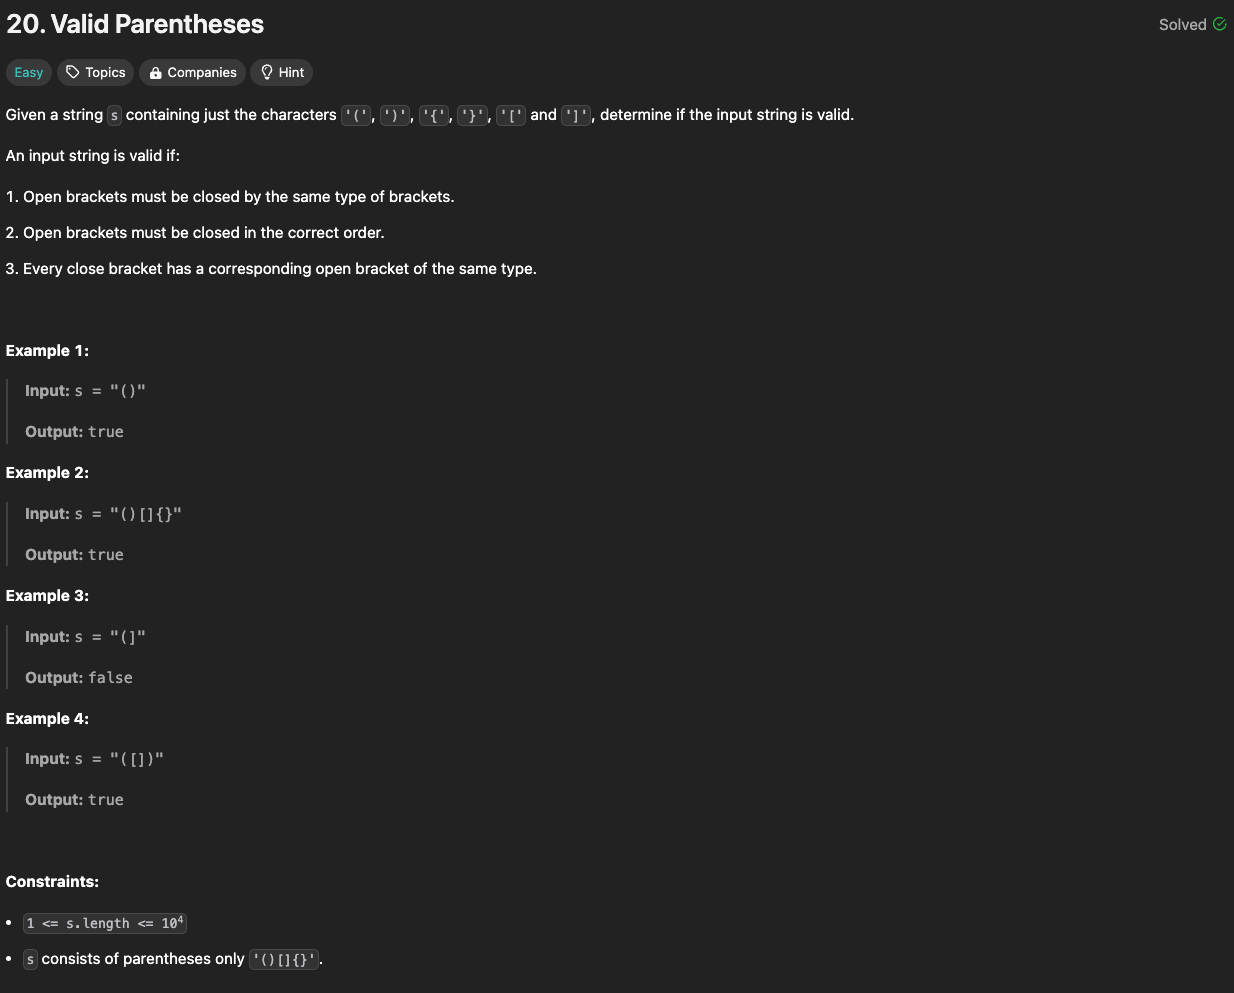 20. Valid Parentheses
Solved
Easy Topics Companies Hint
Given a string s containing just the characters '(', ')', '{', '}', '[' and ']', determine if the input string is valid.
An input string is valid if:
1. Open brackets must be closed by the same type of brackets.
2. Open brackets must be closed in the correct order.
3. Every close bracket has a corresponding open bracket of the same type.
Example 1:
Input: s = "()"
Output: true
Example 2:
Input: s = "()[]{}"
Output: true
Example 3:
Input: s = "(]"
Output: false
Example 4:
Input: s = "([])"
Output: true
Constraints:
• 1 <= s.length <= 10⁴
• s consists of parentheses only '()[]{}'.